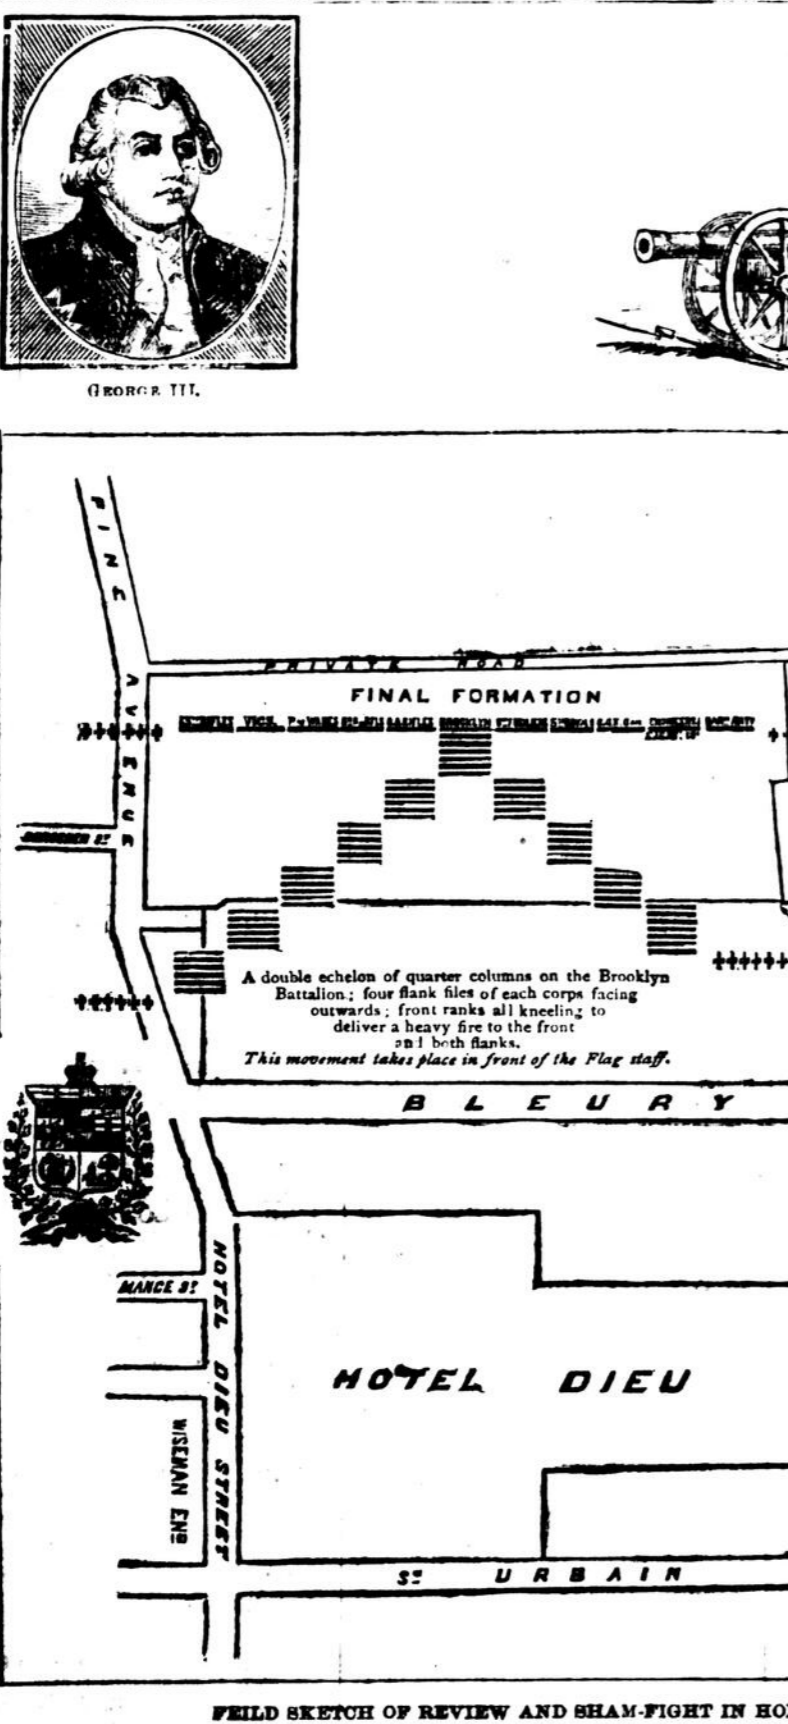 GEORGE III.
PINE AVENUE
PRIVATE ROAD
FINAL FORMATION
VICS. BROOKLYN
A double echelon of quarter columns on the Brooklyn
Battalion; four flank files of each corps facing
outwards; front ranks all kneeling to
deliver a heavy fire to the front
and both flanks.
This movement takes place in front of the Flag staff.
BLEURY
MANCE ST
HOTEL DIEU STREET
HOTEL DIEU
WISEMAN END
ST URBAIN
FEILD SKETCH OF REVIEW AND SHAM-FIGHT IN HO